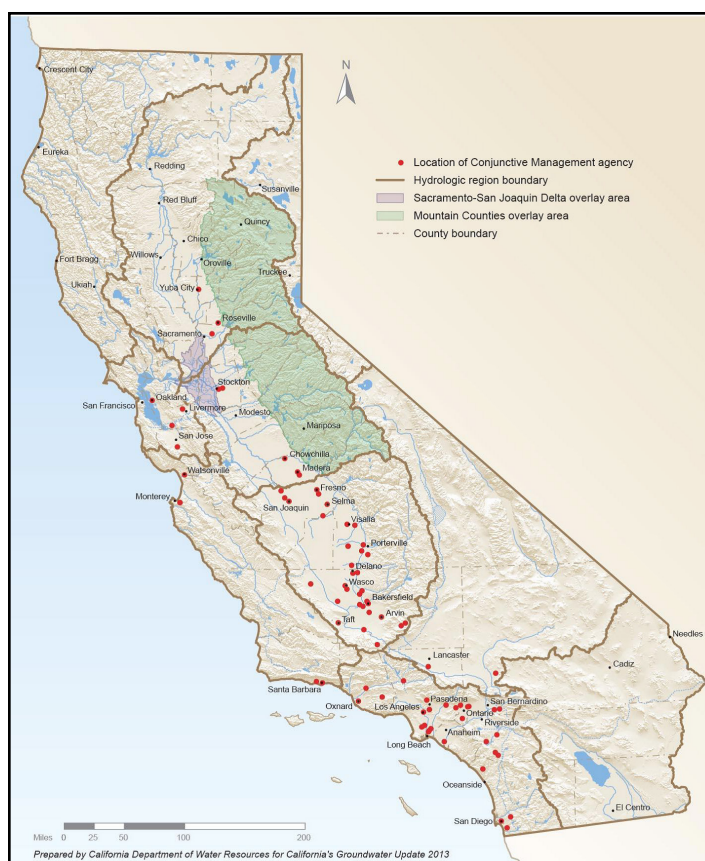 N
Crescent City
Eureka
Redding
Susanville
Red Bluff
Quincy
Chico
Fort Bragg
Willows
Oroville
Ukiah
Truckee
Yuba City
Roseville
Sacramento
Stockton
San Francisco
Oakland
Livermore
Modesto
San Jose
Mariposa
Chowchilla
Watsonville
Madera
Monterey
Fresno
San Joaquin
Selma
Visalia
Porterville
Delano
Wasco
Bakersfield
Taft
Arvin
Needles
Lancaster
Cadiz
Santa Barbara
Oxnard
Pasadena
San Bernardino
Los Angeles
Ontario
Riverside
Anaheim
Long Beach
Oceanside
San Diego
El Centro
Location of Conjunctive Management agency
Hydrologic region boundary
Sacramento-San Joaquin Delta overlay area
Mountain Counties overlay area
County boundary
Miles 0 25 50 100 200
Prepared by California Department of Water Resources for California's Groundwater Update 2013